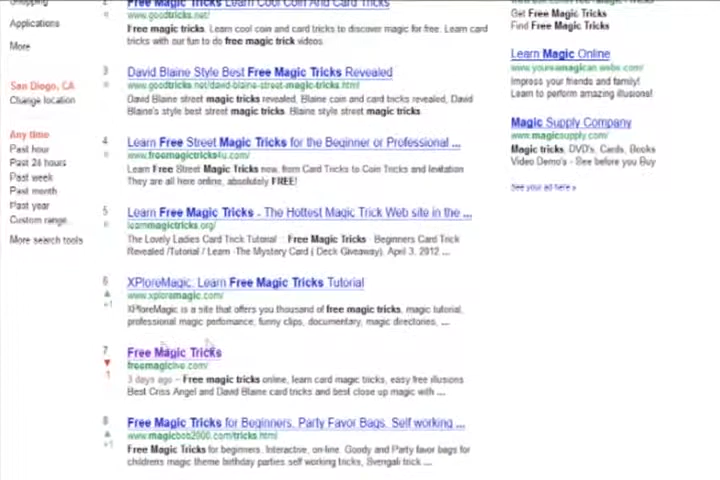 Shopping
Applications
More
San Diego, CA
Change location
Any time
Past hour
Past 24 hours
Past week
Past month
Past year
Custom range...
More search tools
2
Free Magic Tricks Learn Cool Coin And Card Tricks
www.goodtricks.net/
Free magic tricks. Learn cool coin and card tricks to discover magic for free. Learn card
tricks with our fun to do free magic trick videos.
3
David Blaine Style Best Free Magic Tricks Revealed
www.goodtricks.net/david-blaine-street-magic-tricks.html
David Blaine street magic tricks revealed, Blaine coin and card tricks revealed, David
Blaine's style best street magic tricks. Blaine style street magic tricks
4
Learn Free Street Magic Tricks for the Beginner or Professional ...
www.freemagictricks4u.com/
Learn Free Street Magic Tricks now, from Card Tricks to Coin Tricks and levitation
They are all here online, absolutely FREE!
5
Learn Free Magic Tricks - The Hottest Magic Trick Web site in the ...
learnmagictricks.org/
The Lovely Ladies Card Trick Tutorial :: Free Magic Tricks · Beginners Card Trick
Revealed /Tutorial / Learn -The Mystery Card ( Deck Giveaway). April 3, 2012 ...
6
+1
XPloreMagic: Learn Free Magic Tricks Tutorial
www.xploremagic.com/
XPloreMagic is a site that offers you thousand of free magic tricks, magic tutorial,
professional magic perfomance, funny clips, documentary, magic directories, ...
7
1
Free Magic Tricks
freemagiclive.com/
3 days ago – Free magic tricks online, learn card magic tricks, easy free illusions
Best Criss Angel and David Blaine card tricks and best close up magic with ...
8
+1
Free Magic Tricks for Beginners, Party Favor Bags, Self working ...
www.magicbob2000.com/tricks.html
Free Magic Tricks for beginners. Interactive, on-line. Goody and Party favor bags for
childrens magic theme birthday parties self working tricks, Svengali trick ...
Get Free Magic Tricks
Find Free Magic Tricks
Learn Magic Online
Impress your friends and family!
Learn to perform amazing illusions!
Magic Supply Company
www.magicsupply.com/
Magic tricks, DVD's, Cards, Books
Video Demo's - See before you Buy
See your ad here »